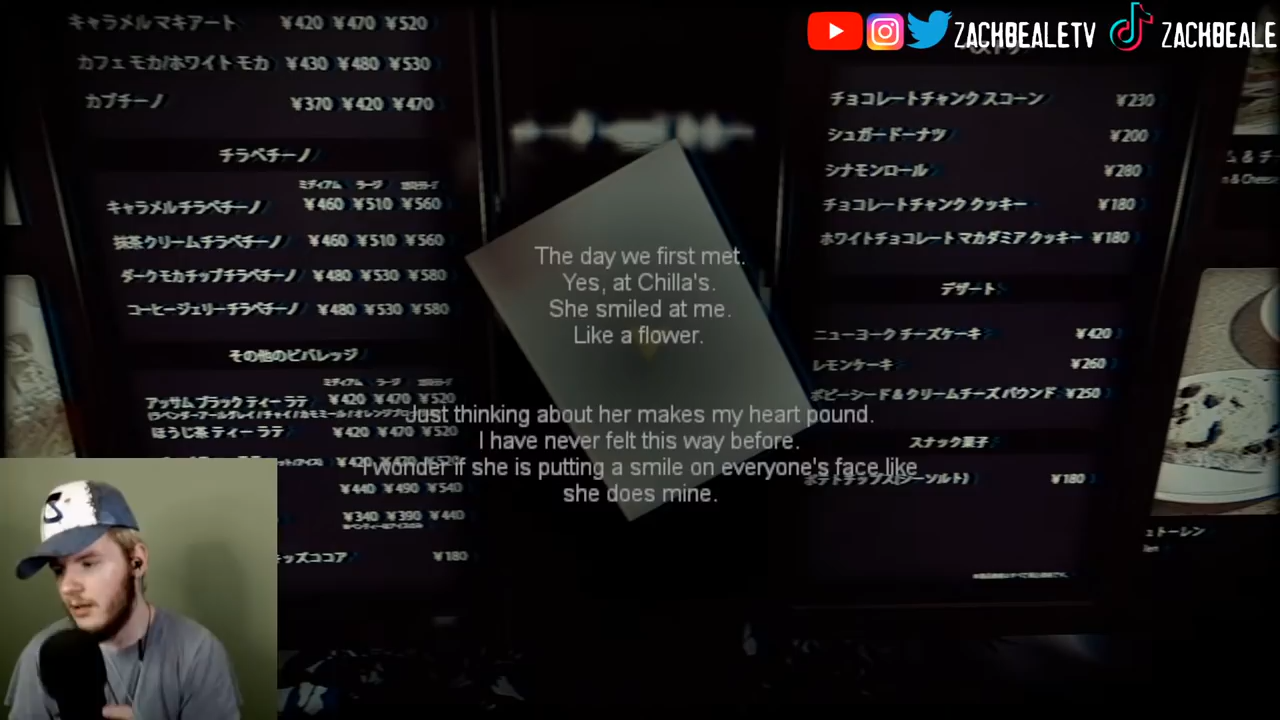 ZACHBEALETV ZACHBEALE
キャラメル マキアート ¥420 ¥470 ¥520
カフェ モカ/ホワイト モカ ¥430 ¥480 ¥530
カプチーノ ¥370 ¥420 ¥470
チラペチーノ
ミディアム ラージ
キャラメルチラペチーノ ¥460 ¥510 ¥560
抹茶クリームチラペチーノ ¥460 ¥510 ¥560
ダークモカチップチラペチーノ ¥480 ¥530 ¥580
コーヒージェリーチラペチーノ ¥480 ¥530 ¥580
その他のビバレッジ
ミディアム ラージ
アッサム ブラック ティー ラテ ¥420 ¥470 ¥520
ほうじ茶 ティー ラテ ¥420 ¥470 ¥520
¥420
¥440 ¥490 ¥540
¥340 ¥390 ¥440
キッズココア ¥180
The day we first met.
Yes, at Chilla's.
She smiled at me.
Like a flower.
Just thinking about her makes my heart pound.
I have never felt this way before.
I wonder if she is putting a smile on everyone's face like
she does mine.
チョコレートチャンク スコーン ¥230
シュガードーナツ ¥200
シナモンロール ¥280
チョコレートチャンク クッキー ¥180
ホワイトチョコレート マカダミア クッキー ¥180
デザート
ニューヨーク チーズケーキ ¥420
レモンケーキ ¥260
ポピーシード&クリームチーズ パウンド ¥250
スナック菓子
ポテトチップス ¥180
& チ
& Cheese
シュトーレン